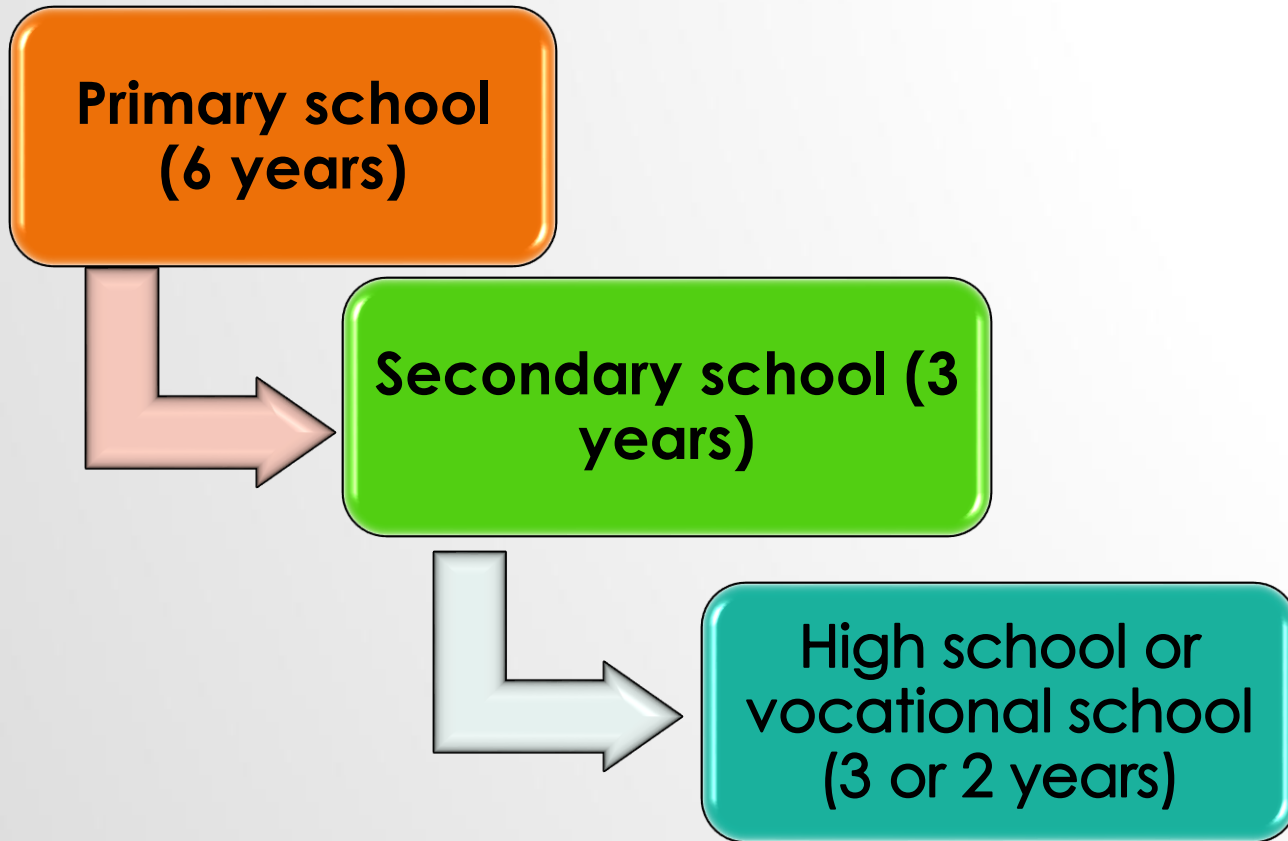 Primary school
(6 years)
Secondary school (3
years)
High school or
vocational school
(3 or 2 years)